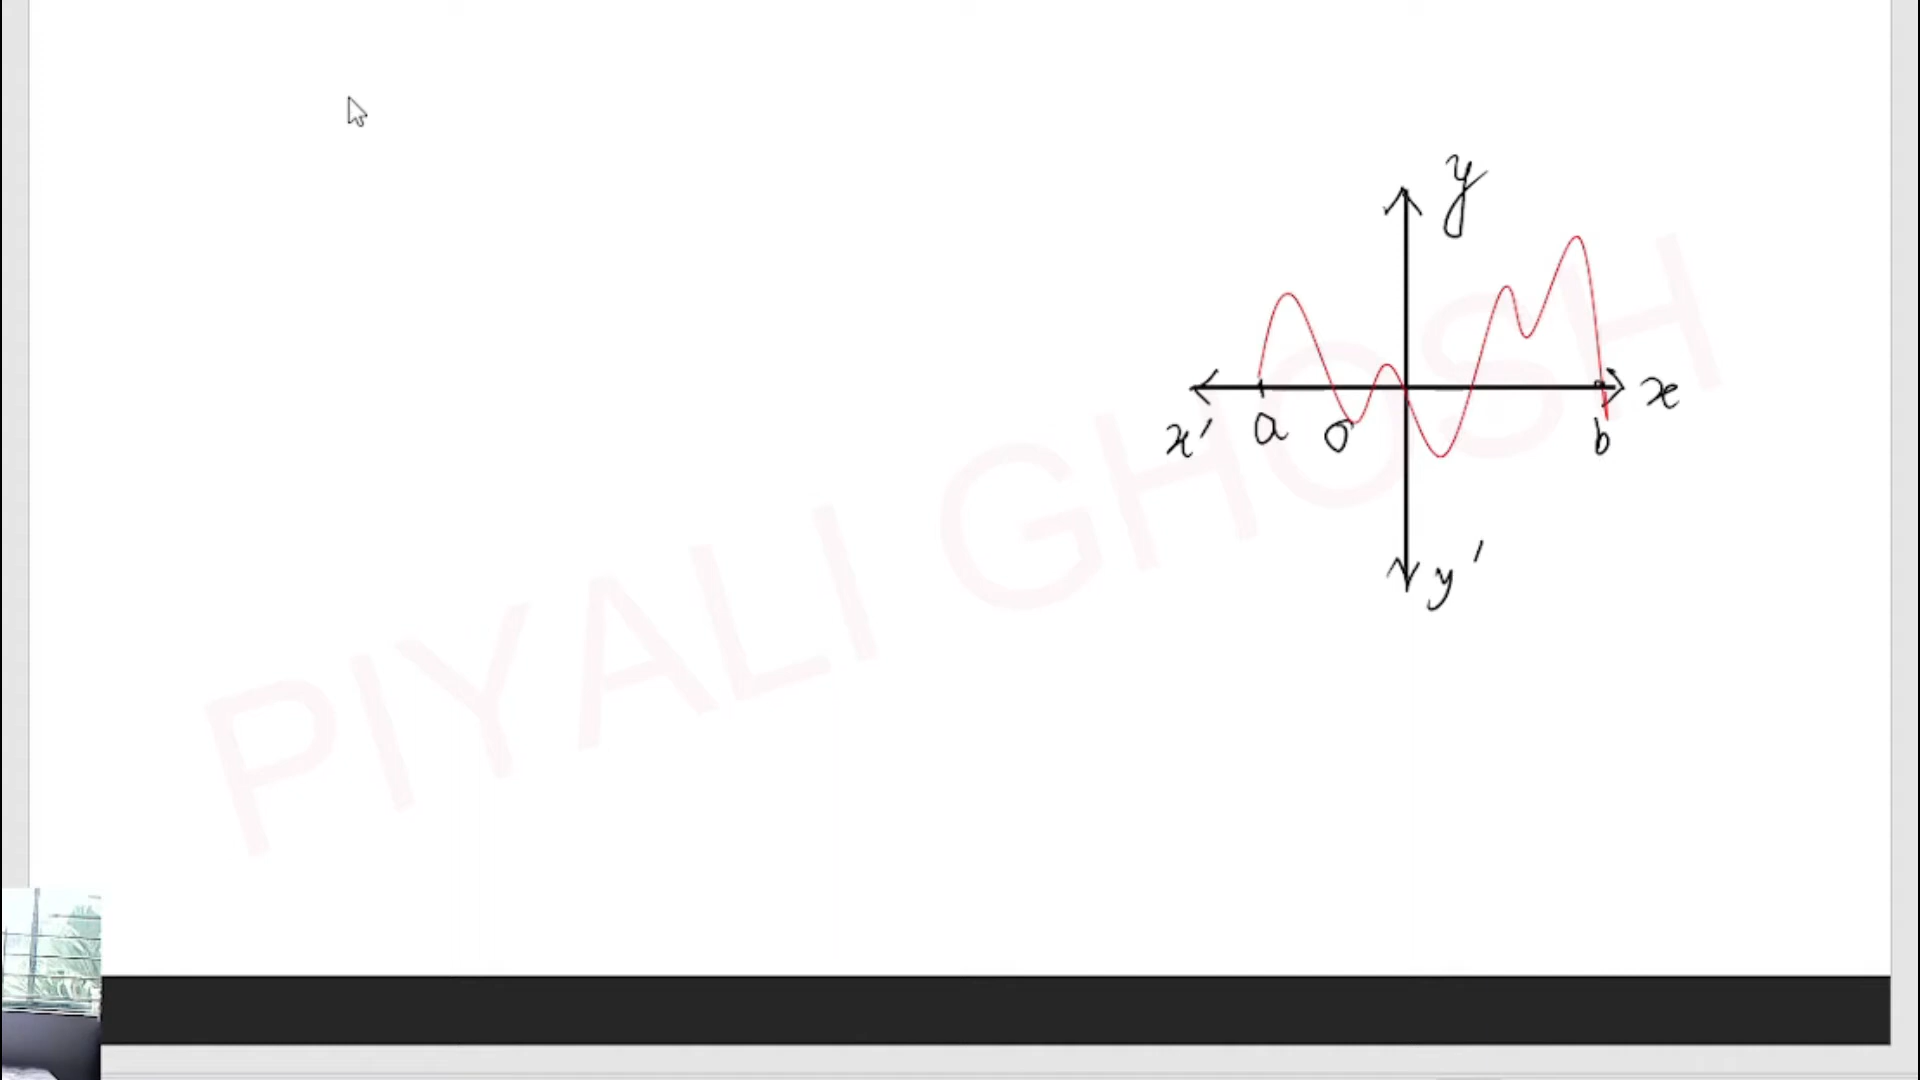 y
x
x′ a o b
y′
PIYALI GHOSH